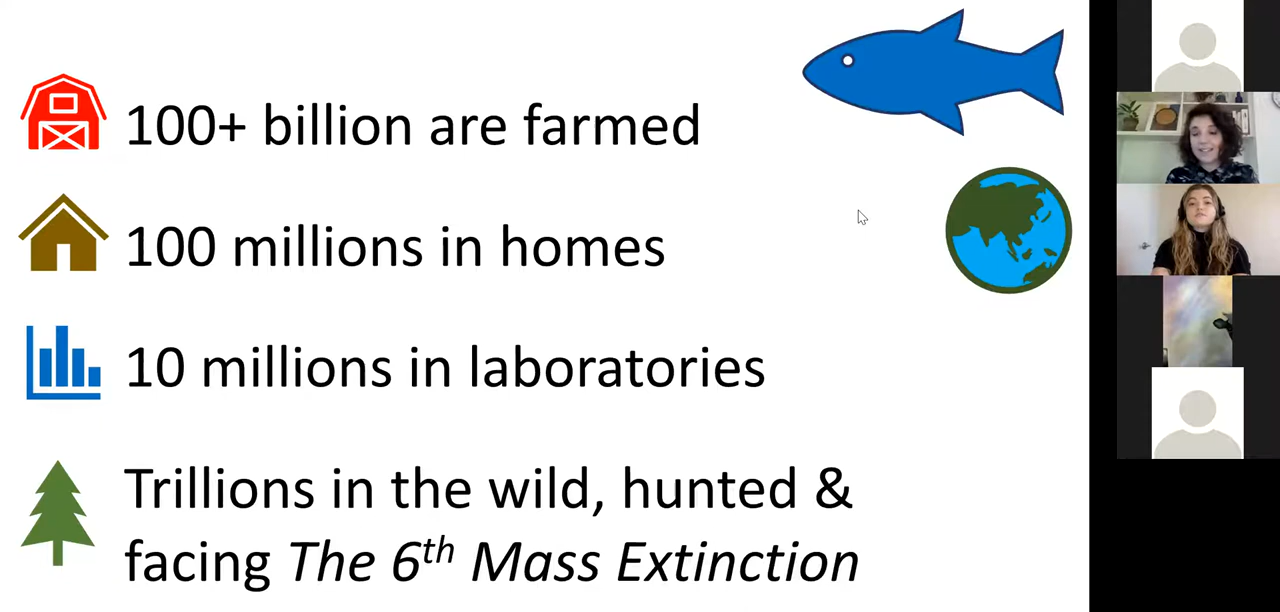 100+ billion are farmed
100 millions in homes
10 millions in laboratories
Trillions in the wild, hunted &
facing The 6th Mass Extinction